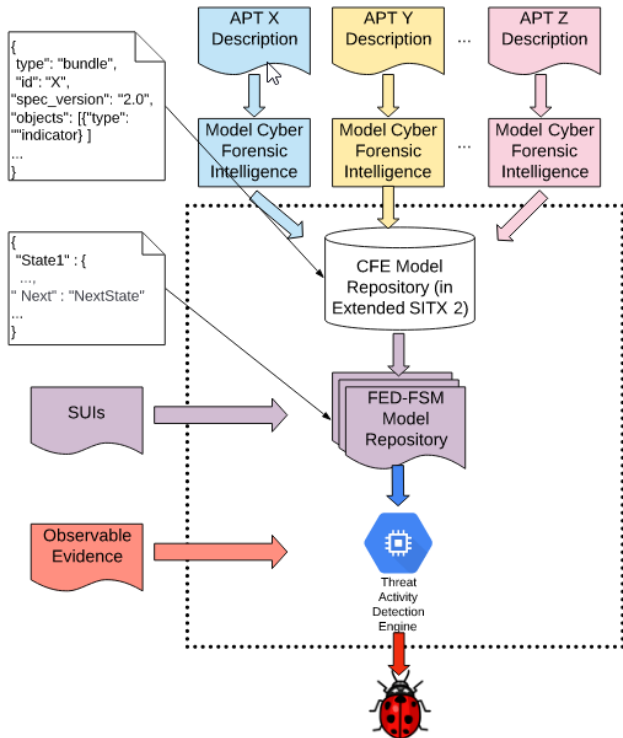 {
type": "bundle",
"id": "X",
"spec_version": "2.0",
"objects": [{"type":
""indicator} ]
...
}
APT X
Description
APT Y
Description
...
APT Z
Description
Model Cyber
Forensic
Intelligence
Model Cyber
Forensic
Intelligence
...
Model Cyber
Forensic
Intelligence
{
"State1" : {
...,
" Next" : "NextState"
...
}
CFE Model
Repository (in
Extended SITX 2)
SUIs
FED-FSM
Model
Repository
Observable
Evidence
Threat
Activity
Detection
Engine